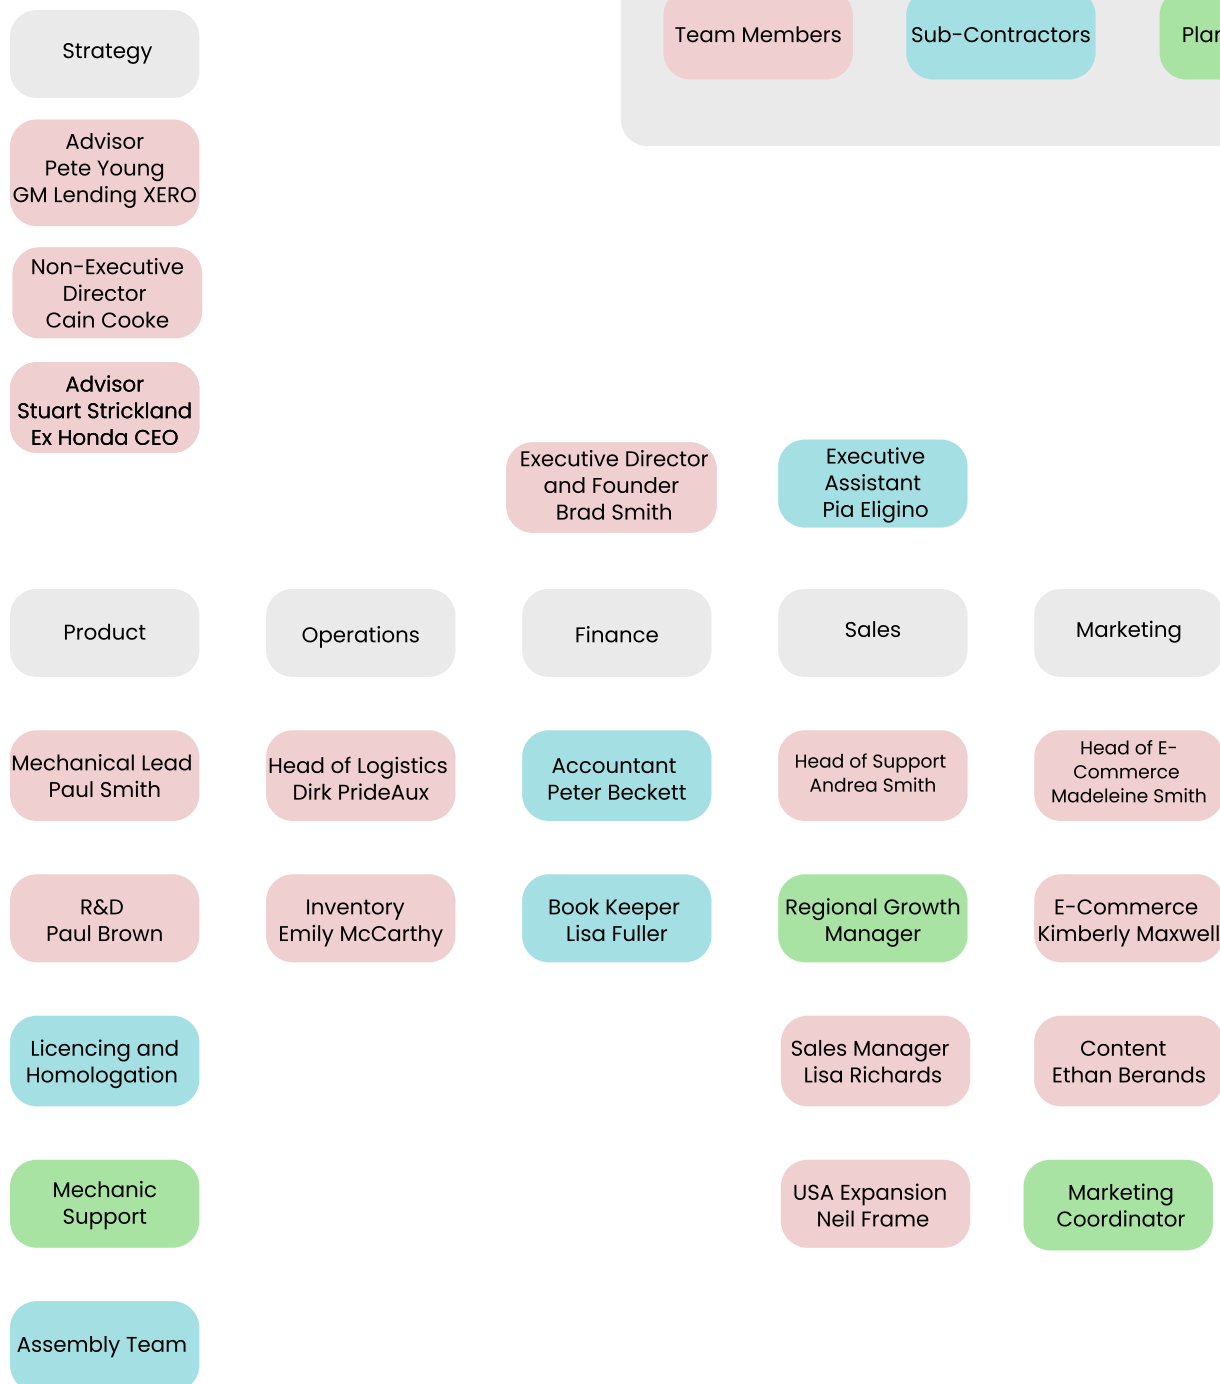 Strategy
Team Members
Sub-Contractors
Advisor
Pete Young
GM Lending XERO
Non-Executive
Director
Cain Cooke
Advisor
Stuart Strickland
Ex Honda CEO
Executive Director
and Founder
Brad Smith
Executive
Assistant
Pia Eligino
Product
Operations
Finance
Sales
Marketing
Mechanical Lead
Paul Smith
Head of Logistics
Dirk PrideAux
Accountant
Peter Beckett
Head of Support
Andrea Smith
Head of E-
Commerce
Madeleine Smith
R&D
Paul Brown
Inventory
Emily McCarthy
Book Keeper
Lisa Fuller
Regional Growth
Manager
E-Commerce
Kimberly Maxwell
Licencing and
Homologation
Sales Manager
Lisa Richards
Content
Ethan Berands
Mechanic
Support
USA Expansion
Neil Frame
Marketing
Coordinator
Assembly Team